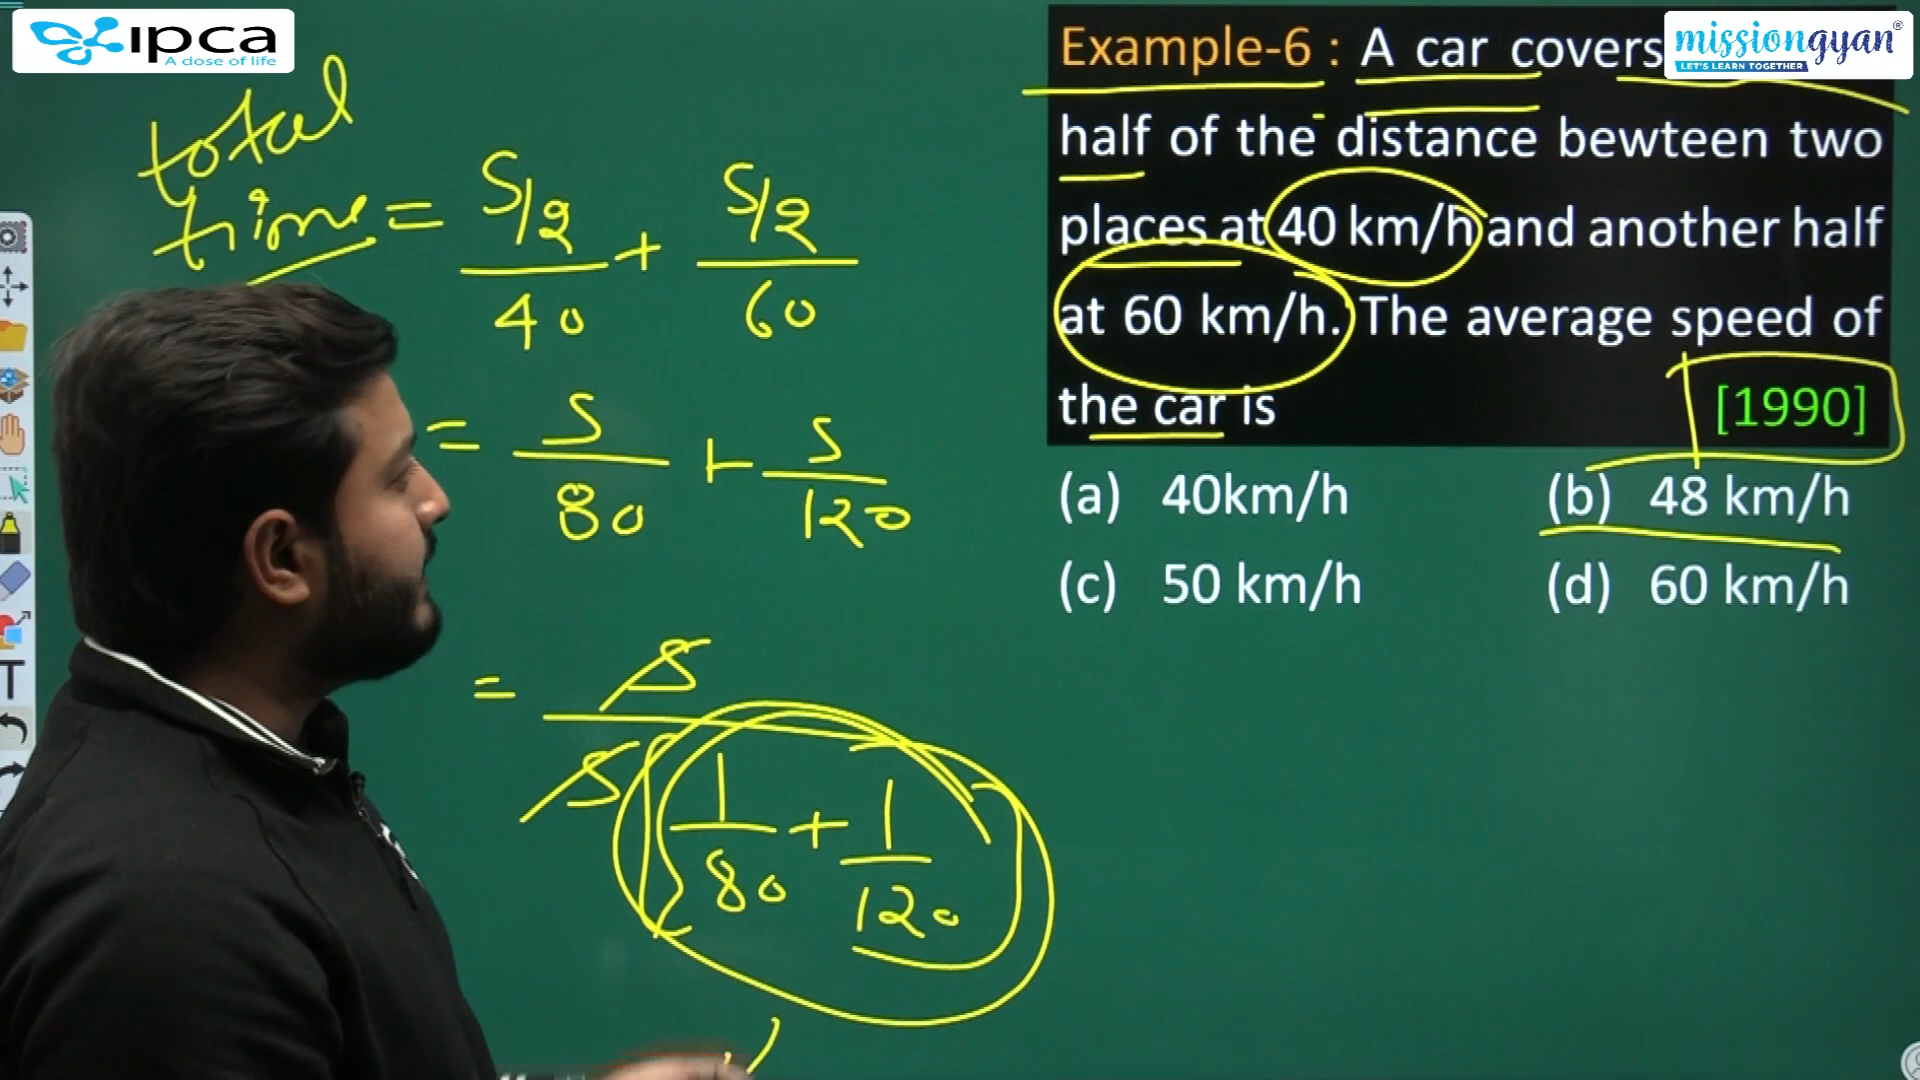 ipca
A dose of life
missiongyan®
LET'S LEARN TOGETHER
Example-6 : A car covers
half of the distance bewteen two
places at 40 km/h and another half
at 60 km/h. The average speed of
the car is [1990]
(a) 40km/h (b) 48 km/h
(c) 50 km/h (d) 60 km/h
total
time = S/2 / 40 + S/2 / 60
= S / 80 + S / 120
= S
S ( 1 / 80 + 1 / 120
T